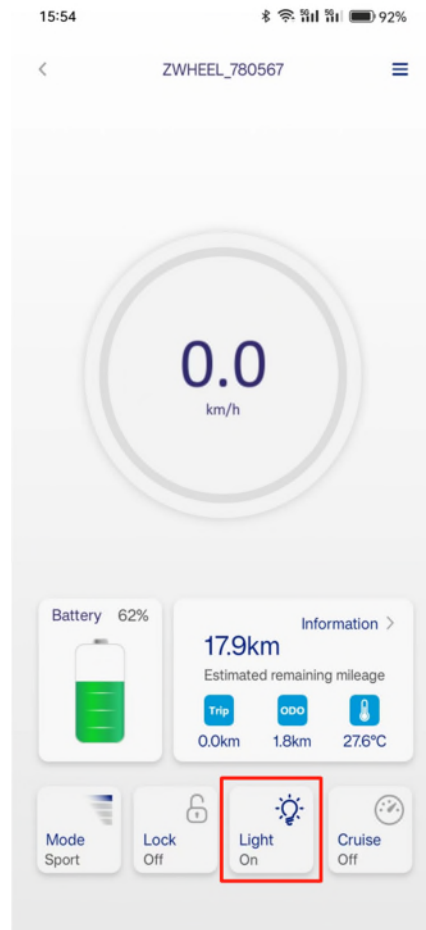 15:54
92%
ZWHEEL_780567
0.0
km/h
Battery 62%
Information >
17.9km
Estimated remaining mileage
Trip
ODO
0.0km
1.8km
27.6°C
Mode
Sport
Lock
Off
Light
On
Cruise
Off